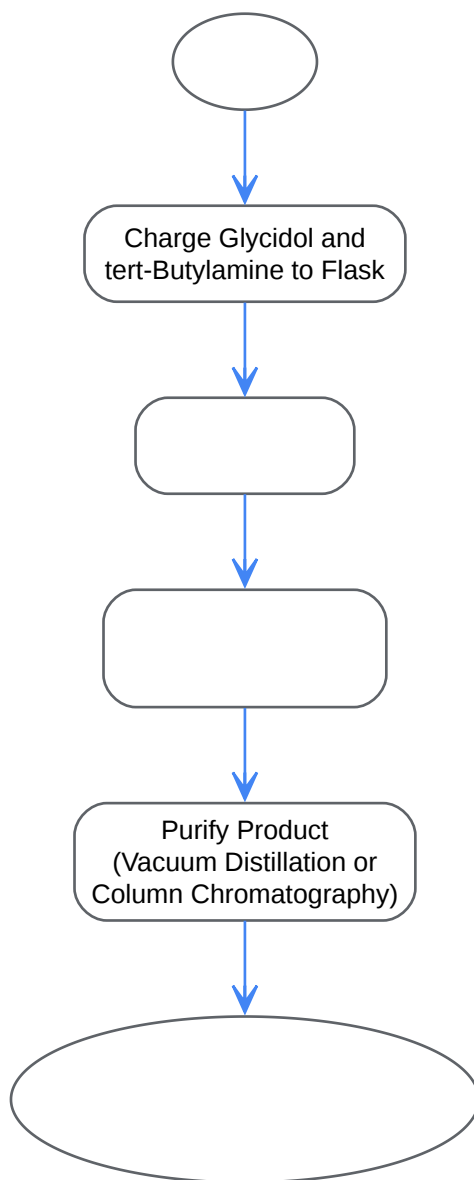 Charge Glycidol and
tert-Butylamine to Flask
Purify Product
(Vacuum Distillation or
Column Chromatography)